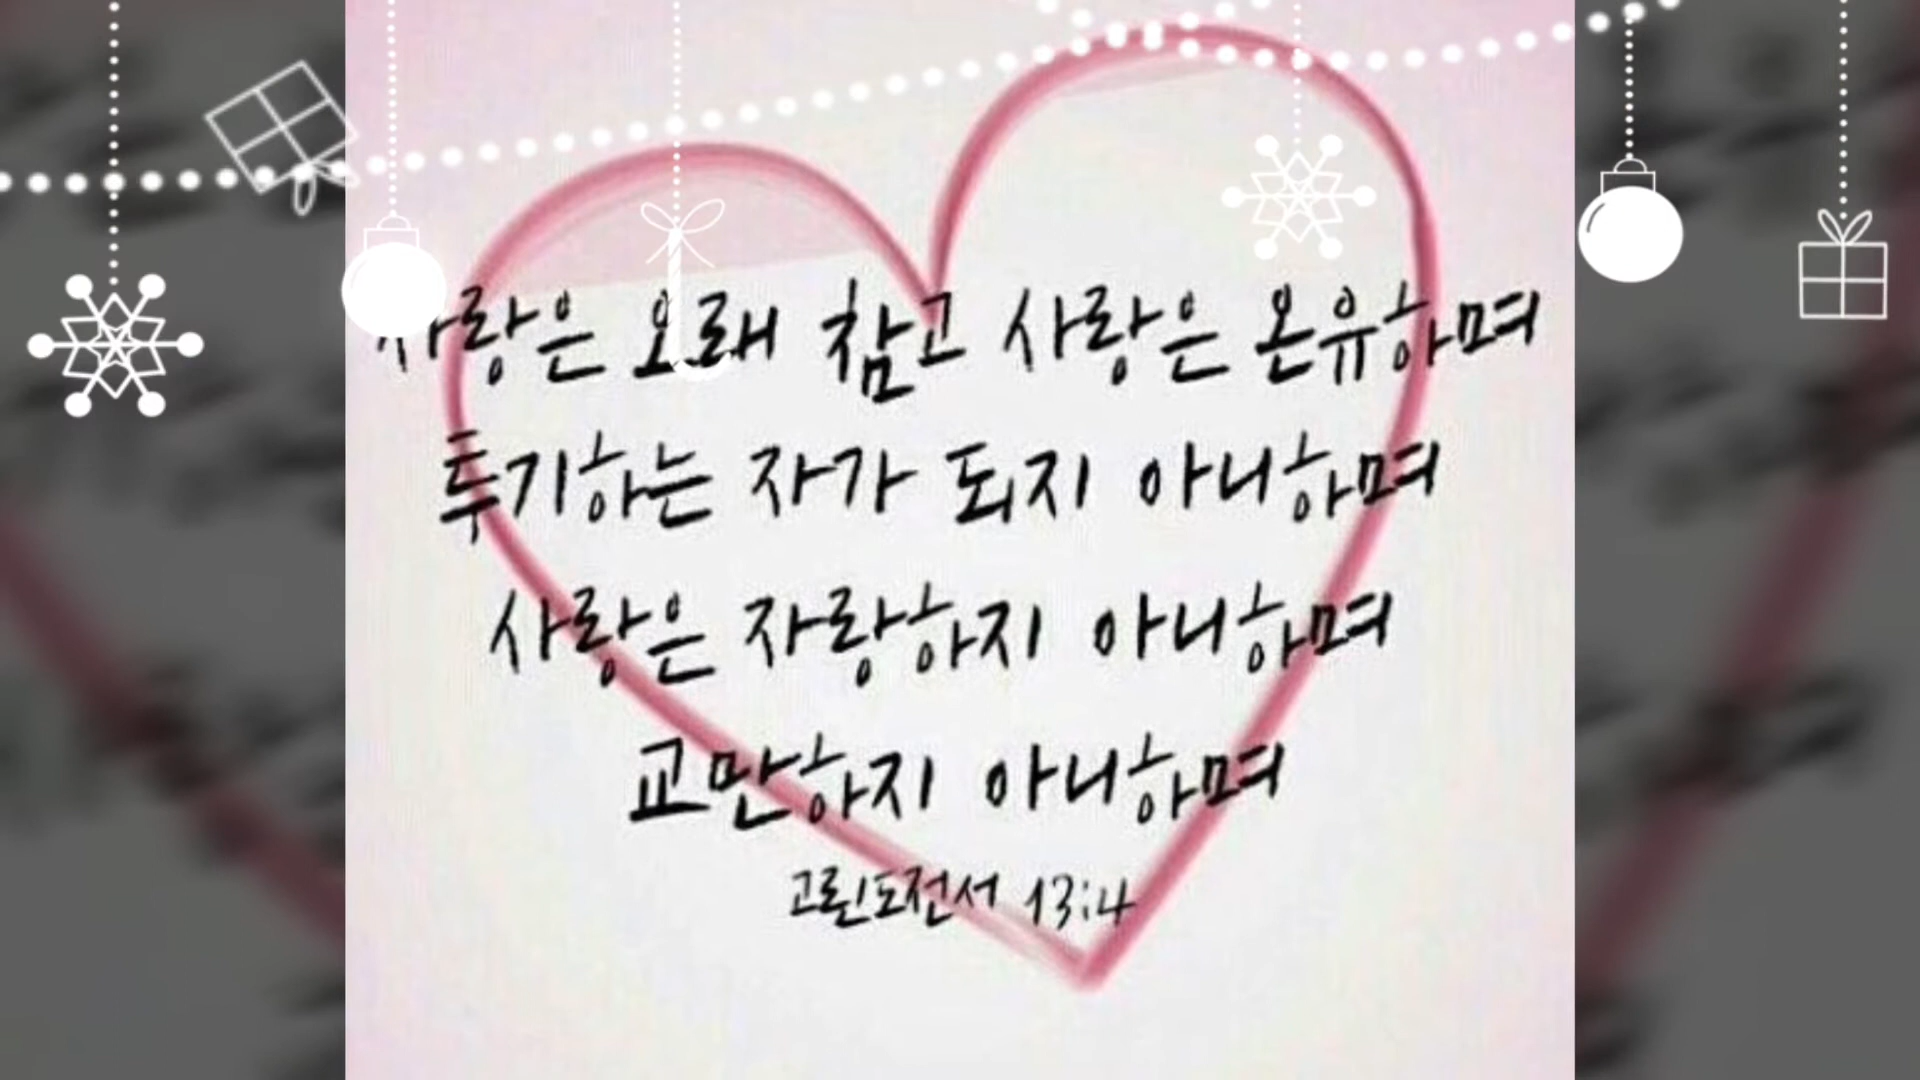 사랑은 오래 참고 사랑은 온유하며
투기하는 자가 되지 아니하며
사랑은 자랑하지 아니하며
교만하지 아니하며
고린도전서 13:4